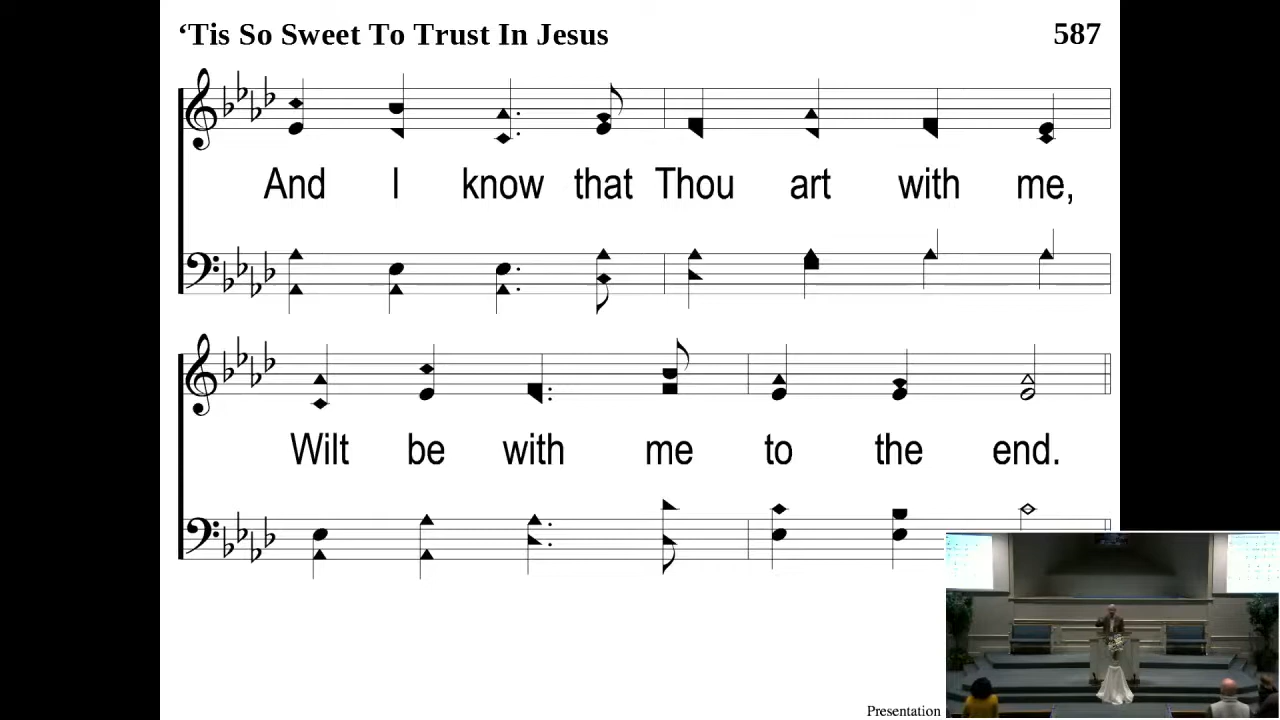 ‘Tis So Sweet To Trust In Jesus 587
And I know that Thou art with me,
Wilt be with me to the end.
Presentation